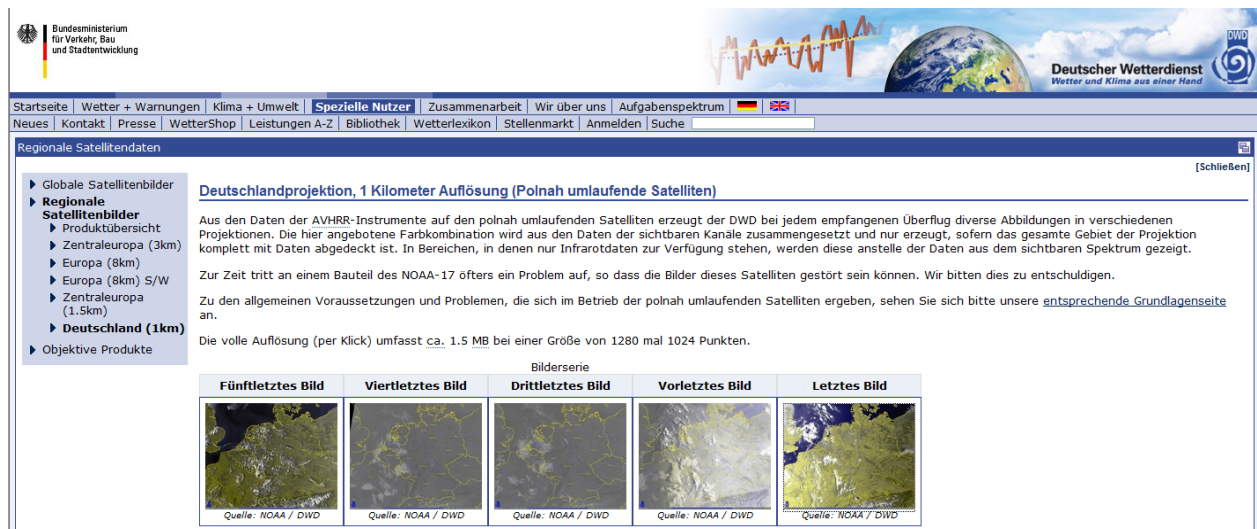 Bundesministerium
für Verkehr, Bau
und Stadtentwicklung
DWD
Deutscher Wetterdienst
Wetter und Klima aus einer Hand
Startseite | Wetter + Warnungen | Klima + Umwelt | Spezielle Nutzer | Zusammenarbeit | Wir über uns | Aufgabenspektrum
Neues | Kontakt | Presse | WetterShop | Leistungen A-Z | Bibliothek | Wetterlexikon | Stellenmarkt | Anmelden | Suche
Regionale Satellitendaten
[Schließen]
Globale Satellitenbilder
Regionale
Satellitenbilder
Produktübersicht
Zentraleuropa (3km)
Europa (8km)
Europa (8km) S/W
Zentraleuropa
(1.5km)
Deutschland (1km)
Objektive Produkte
Deutschlandprojektion, 1 Kilometer Auflösung (Polnah umlaufende Satelliten)
Aus den Daten der AVHRR-Instrumente auf den polnah umlaufenden Satelliten erzeugt der DWD bei jedem empfangenen Überflug diverse Abbildungen in verschiedenen
Projektionen. Die hier angebotene Farbkombination wird aus den Daten der sichtbaren Kanäle zusammengesetzt und nur erzeugt, sofern das gesamte Gebiet der Projektion
komplett mit Daten abgedeckt ist. In Bereichen, in denen nur Infrarotdaten zur Verfügung stehen, werden diese anstelle der Daten aus dem sichtbaren Spektrum gezeigt.
Zur Zeit tritt an einem Bauteil des NOAA-17 öfters ein Problem auf, so dass die Bilder dieses Satelliten gestört sein können. Wir bitten dies zu entschuldigen.
Zu den allgemeinen Voraussetzungen und Problemen, die sich im Betrieb der polnah umlaufenden Satelliten ergeben, sehen Sie sich bitte unsere entsprechende Grundlagenseite
an.
Die volle Auflösung (per Klick) umfasst ca. 1.5 MB bei einer Größe von 1280 mal 1024 Punkten.
Bilderserie
Fünftletztes Bild Viertletztes Bild Drittletztes Bild Vorletztes Bild Letztes Bild
Quelle: NOAA / DWD Quelle: NOAA / DWD Quelle: NOAA / DWD Quelle: NOAA / DWD Quelle: NOAA / DWD